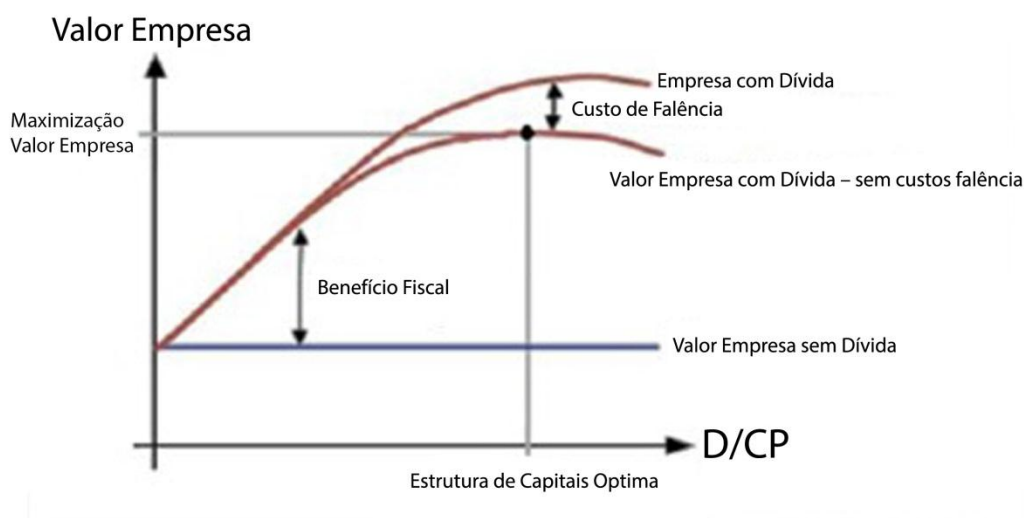 Valor Empresa
Empresa com Dívida
Custo de Falência
Maximização
Valor Empresa
Valor Empresa com Dívida – sem custos falência
Benefício Fiscal
Valor Empresa sem Dívida
D/CP
Estrutura de Capitais Optima